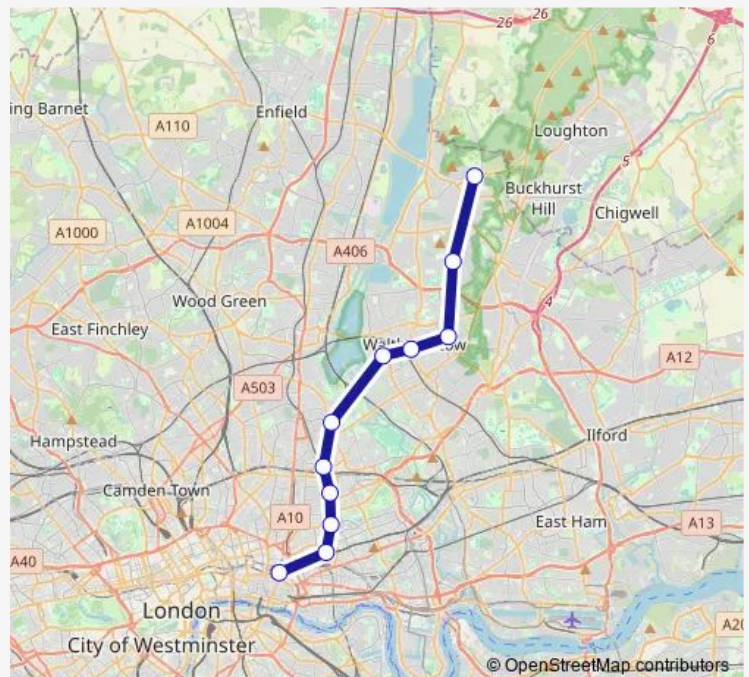 26
26
6
ing Barnet
Enfield
A110
Loughton
5
Buckhurst
Hill
Chigwell
A1000
A1004
A406
4
Wood Green
East Finchley
A12
A503
Hampstead
Ilford
Camden Town
A10
East Ham
A13
A40
London
City of Westminster
A20
© OpenStreetMap contributors